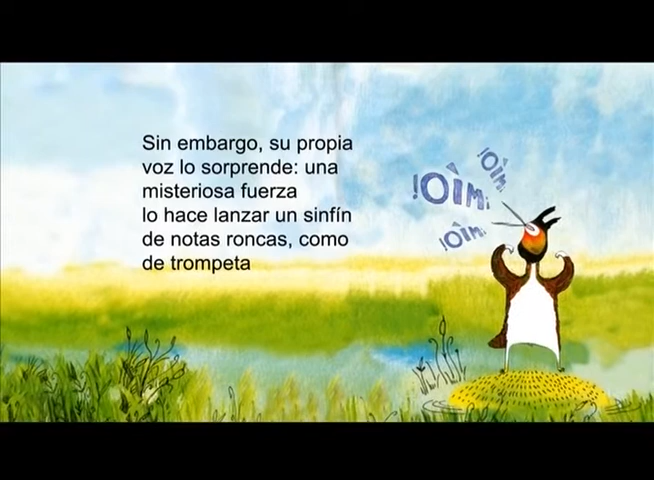 Sin embargo, su propia
voz lo sorprende: una
misteriosa fuerza
lo hace lanzar un sinfín
de notas roncas, como
de trompeta
!OÌM¡
!OÌM¡
!OÌM¡